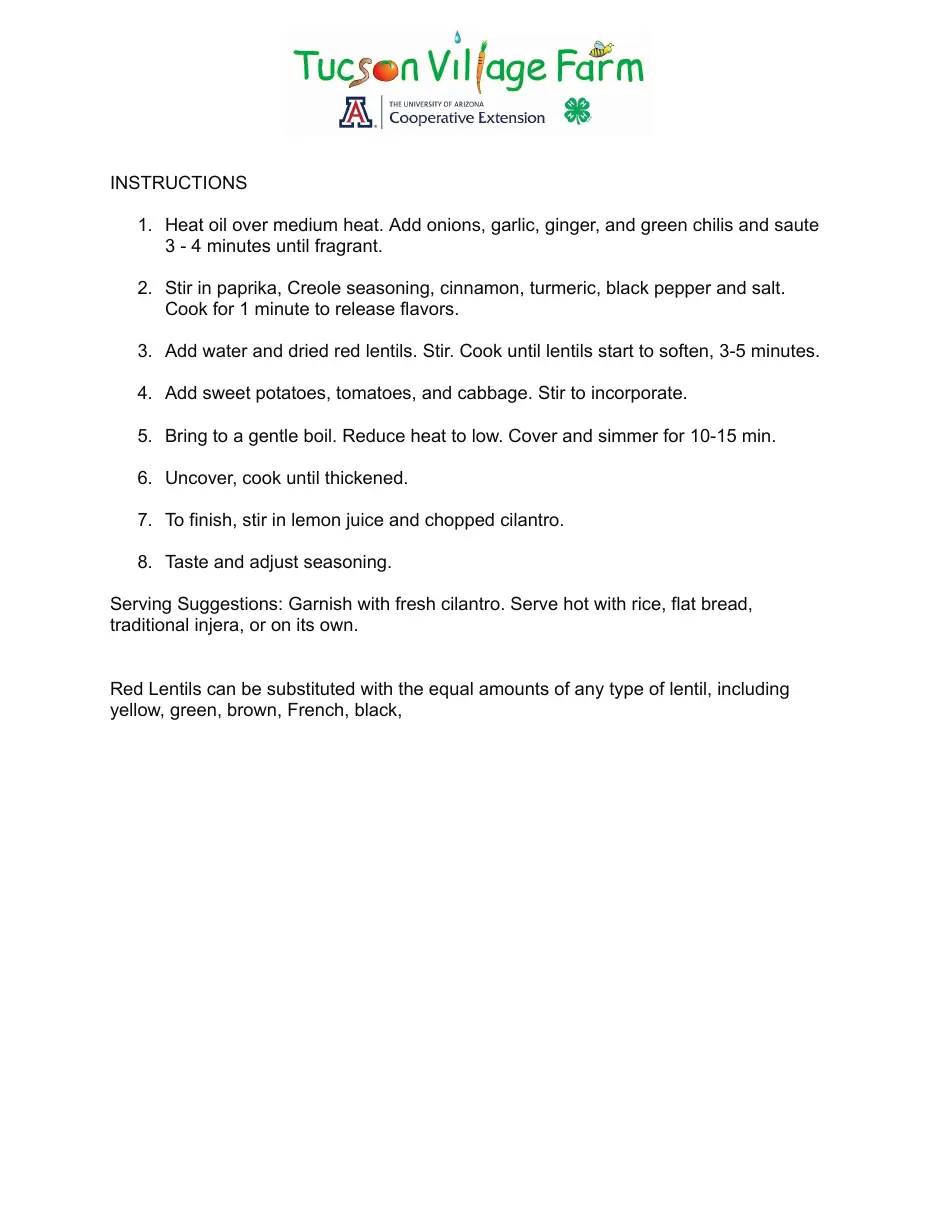 Tucson Village Farm
THE UNIVERSITY OF ARIZONA
Cooperative Extension
INSTRUCTIONS
1. Heat oil over medium heat. Add onions, garlic, ginger, and green chilis and saute
3 - 4 minutes until fragrant.
2. Stir in paprika, Creole seasoning, cinnamon, turmeric, black pepper and salt.
Cook for 1 minute to release flavors.
3. Add water and dried red lentils. Stir. Cook until lentils start to soften, 3-5 minutes.
4. Add sweet potatoes, tomatoes, and cabbage. Stir to incorporate.
5. Bring to a gentle boil. Reduce heat to low. Cover and simmer for 10-15 min.
6. Uncover, cook until thickened.
7. To finish, stir in lemon juice and chopped cilantro.
8. Taste and adjust seasoning.
Serving Suggestions: Garnish with fresh cilantro. Serve hot with rice, flat bread,
traditional injera, or on its own.
Red Lentils can be substituted with the equal amounts of any type of lentil, including
yellow, green, brown, French, black,